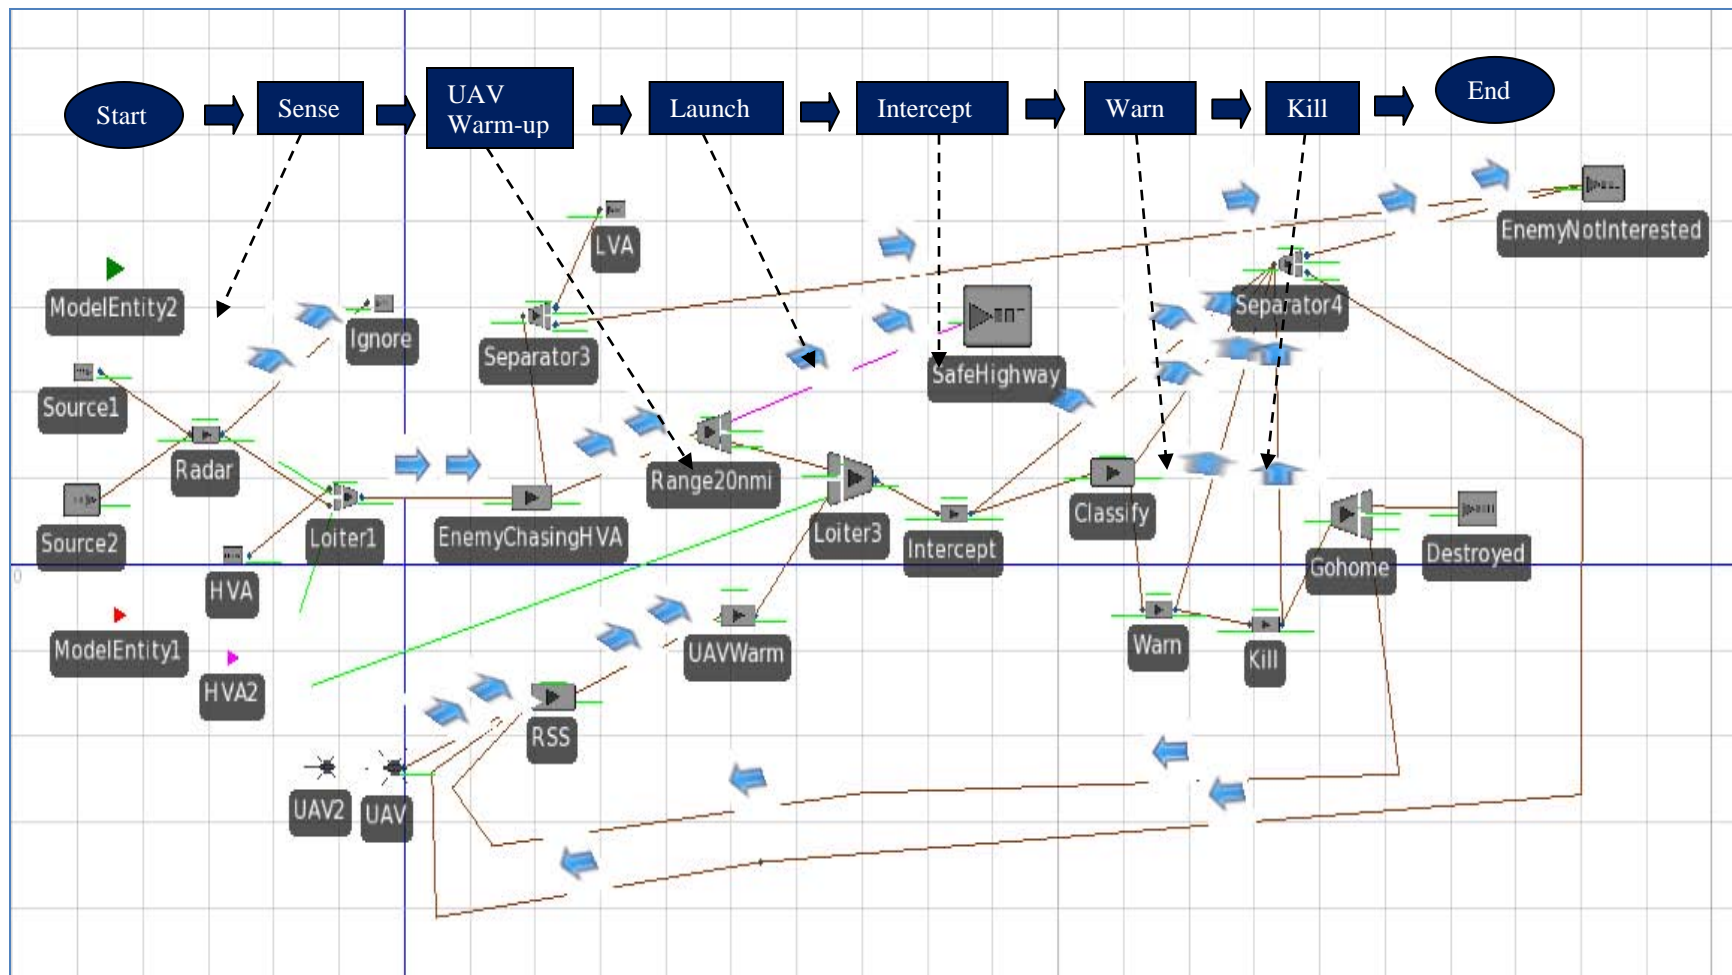 Start
Sense
UAV
Warm-up
Launch
Intercept
Warn
Kill
End
EnemyNotInterested
LVA
ModelEntity2
Ignore
Separator3
Separator4
SafeHighway
Source1
Radar
Range20nmi
Source2
Loiter1
EnemyChasingHVA
Loiter3
Intercept
Classify
Gohome
Destroyed
0
HVA
ModelEntity1
UAVWarm
Warn
Kill
HVA2
RSS
UAV2
UAV